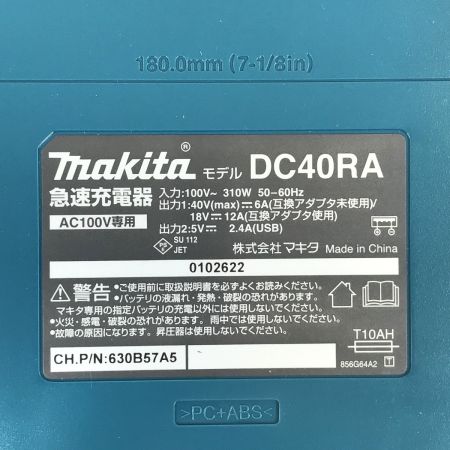 180.0mm (7-1/8in)
makita® モデル DC40RA
急速充電器
AC100V専用
入力:100V~ 310W 50-60Hz
出力1:40V(max)⎓6A(互換アダプタ未使用)/
18V⎓12A(互換アダプタ使用)
出力2:5V⎓ 2.4A(USB)
PS E
SU 112
JET
株式会社マキタ Made in China
0102622
警告
•ご使用前に取扱説明書を必ずよくお読みください。
•バッテリの液漏れ・発熱・破裂の恐れがあります。
マキタ専用指定バッテリの充電以外には使用しないでください。
•火災・感電・破裂の恐れあり。雨中では使用しないでください。
•故障の原因になります。昇圧器は使用しないでください。
CH.P/N:630B57A5
T10AH
856G64A2 T
>PC+ABS<